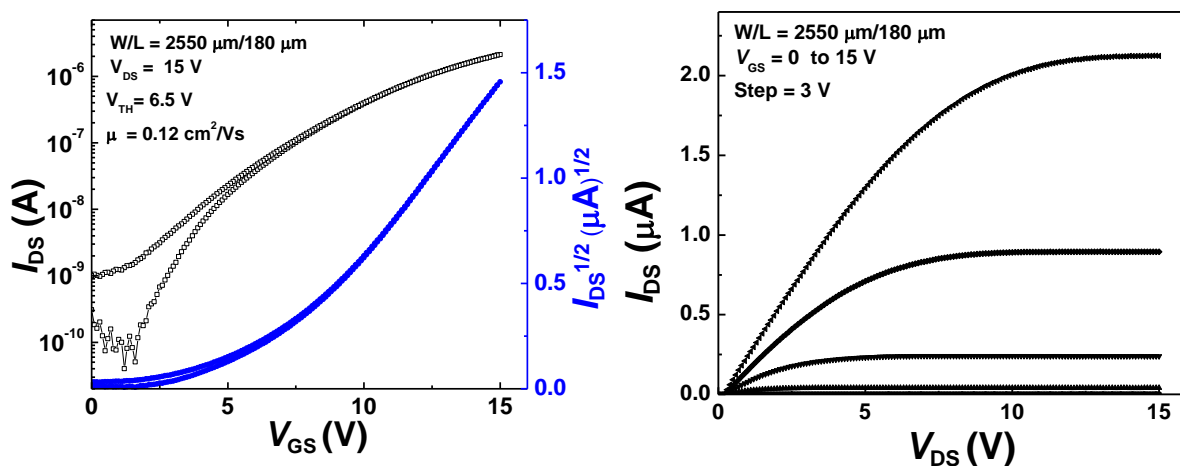 W/L = 2550 μm/180 μm
V_DS = 15 V
V_TH= 6.5 V
μ = 0.12 cm²/Vs
10⁻⁶
10⁻⁷
10⁻⁸
10⁻⁹
10⁻¹⁰
I_DS (A)
0 5 10 15
V_GS (V)
1.5
1.0
0.5
0.0
I_DS^1/2 (μA)^1/2
W/L = 2550 μm/180 μm
V_GS =0 to 15 V
Step = 3 V
2.0
1.5
1.0
0.5
0.0
I_DS (μA)
0 5 10 15
V_DS (V)